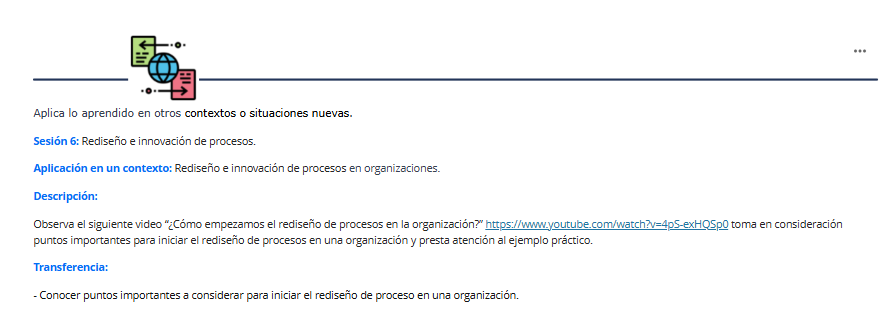 Aplica lo aprendido en otros contextos o situaciones nuevas.
Sesión 6: Rediseño e innovación de procesos.
Aplicación en un contexto: Rediseño e innovación de procesos en organizaciones.
Descripción:
Observa el siguiente video “¿Cómo empezamos el rediseño de procesos en la organización?” https://www.youtube.com/watch?v=4pS-exHQSp0 toma en consideración
puntos importantes para iniciar el rediseño de procesos en una organización y presta atención al ejemplo práctico.
Transferencia:
- Conocer puntos importantes a considerar para iniciar el rediseño de proceso en una organización.